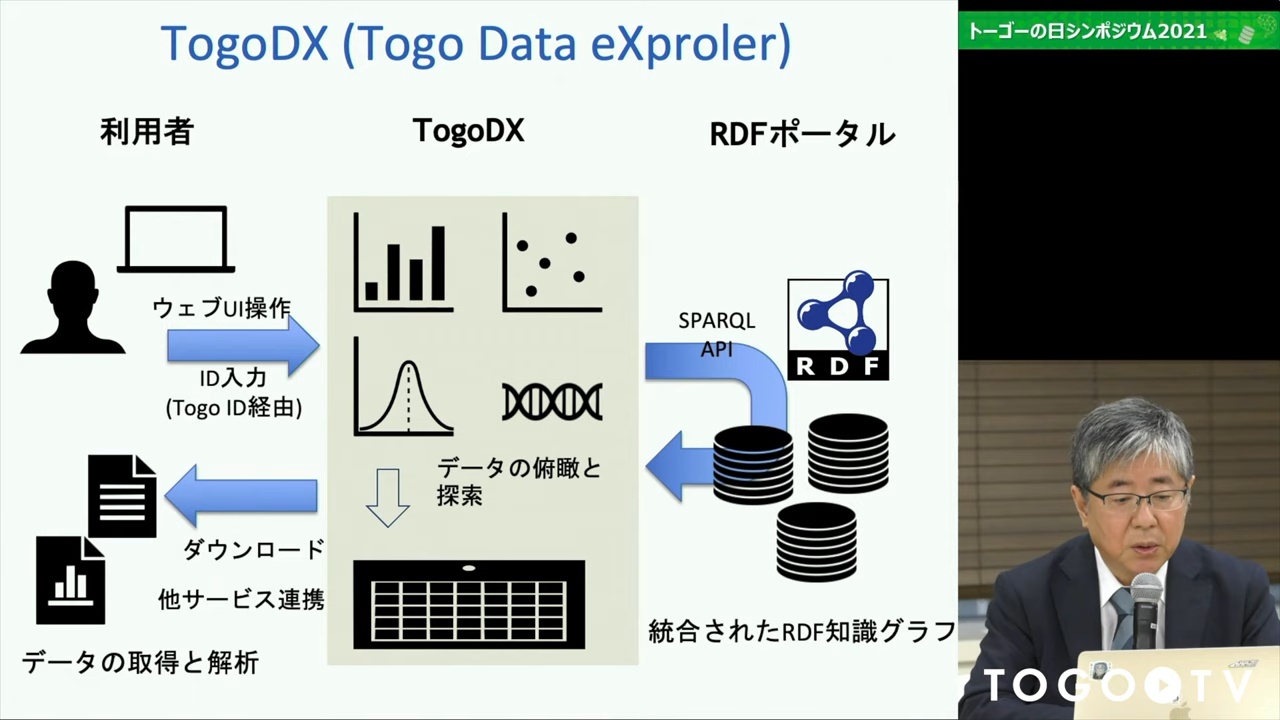 TogoDX (Togo Data eXproler)
トーゴーの日シンポジウム2021
利用者
TogoDX
RDFポータル
ウェブUI操作
ID入力
(Togo ID経由)
SPARQL
API
RDF
データの俯瞰と
探索
ダウンロード
他サービス連携
データの取得と解析
統合されたRDF知識グラフ
TOGO TV